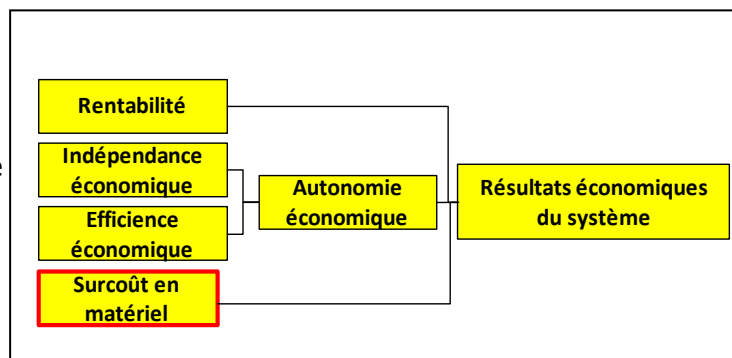 Rentabilité
Indépendance
économique
Efficience
économique
Surcoût en
matériel
Autonomie
économique
Résultats économiques
du système